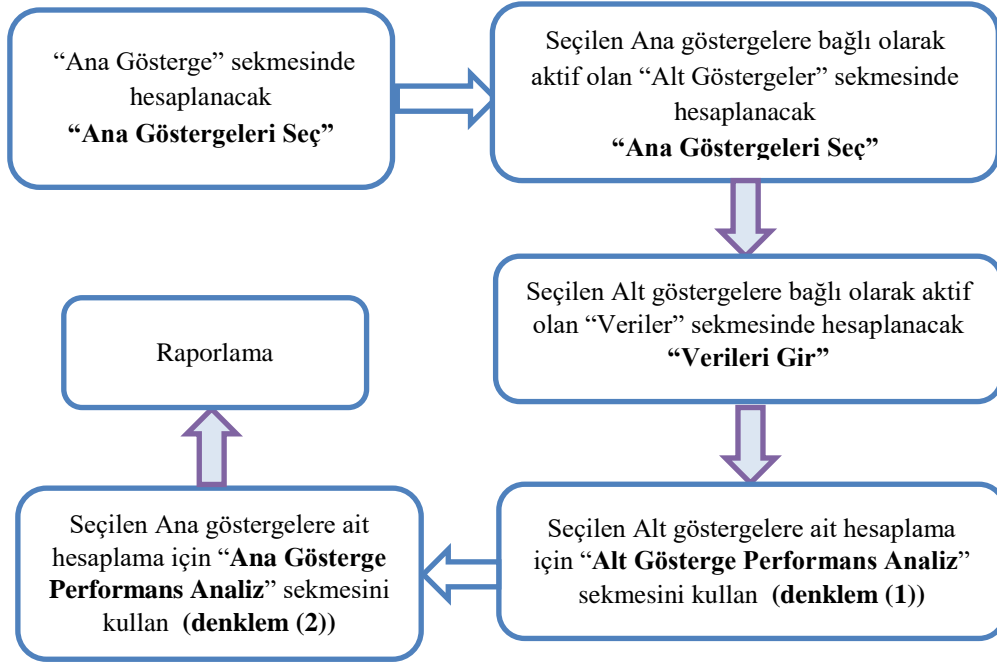 “Ana Gösterge” sekmesinde
hesaplanacak
“Ana Göstergeleri Seç”
Seçilen Ana göstergelere bağlı olarak
aktif olan “Alt Göstergeler” sekmesinde
hesaplanacak
“Ana Göstergeleri Seç”
Seçilen Alt göstergelere bağlı olarak aktif
olan “Veriler” sekmesinde hesaplanacak
“Verileri Gir”
Seçilen Alt göstergelere ait hesaplama
için “Alt Gösterge Performans Analiz”
sekmesini kullan (denklem (1))
Seçilen Ana göstergelere ait
hesaplama için “Ana Gösterge
Performans Analiz” sekmesini
kullan (denklem (2))
Raporlama